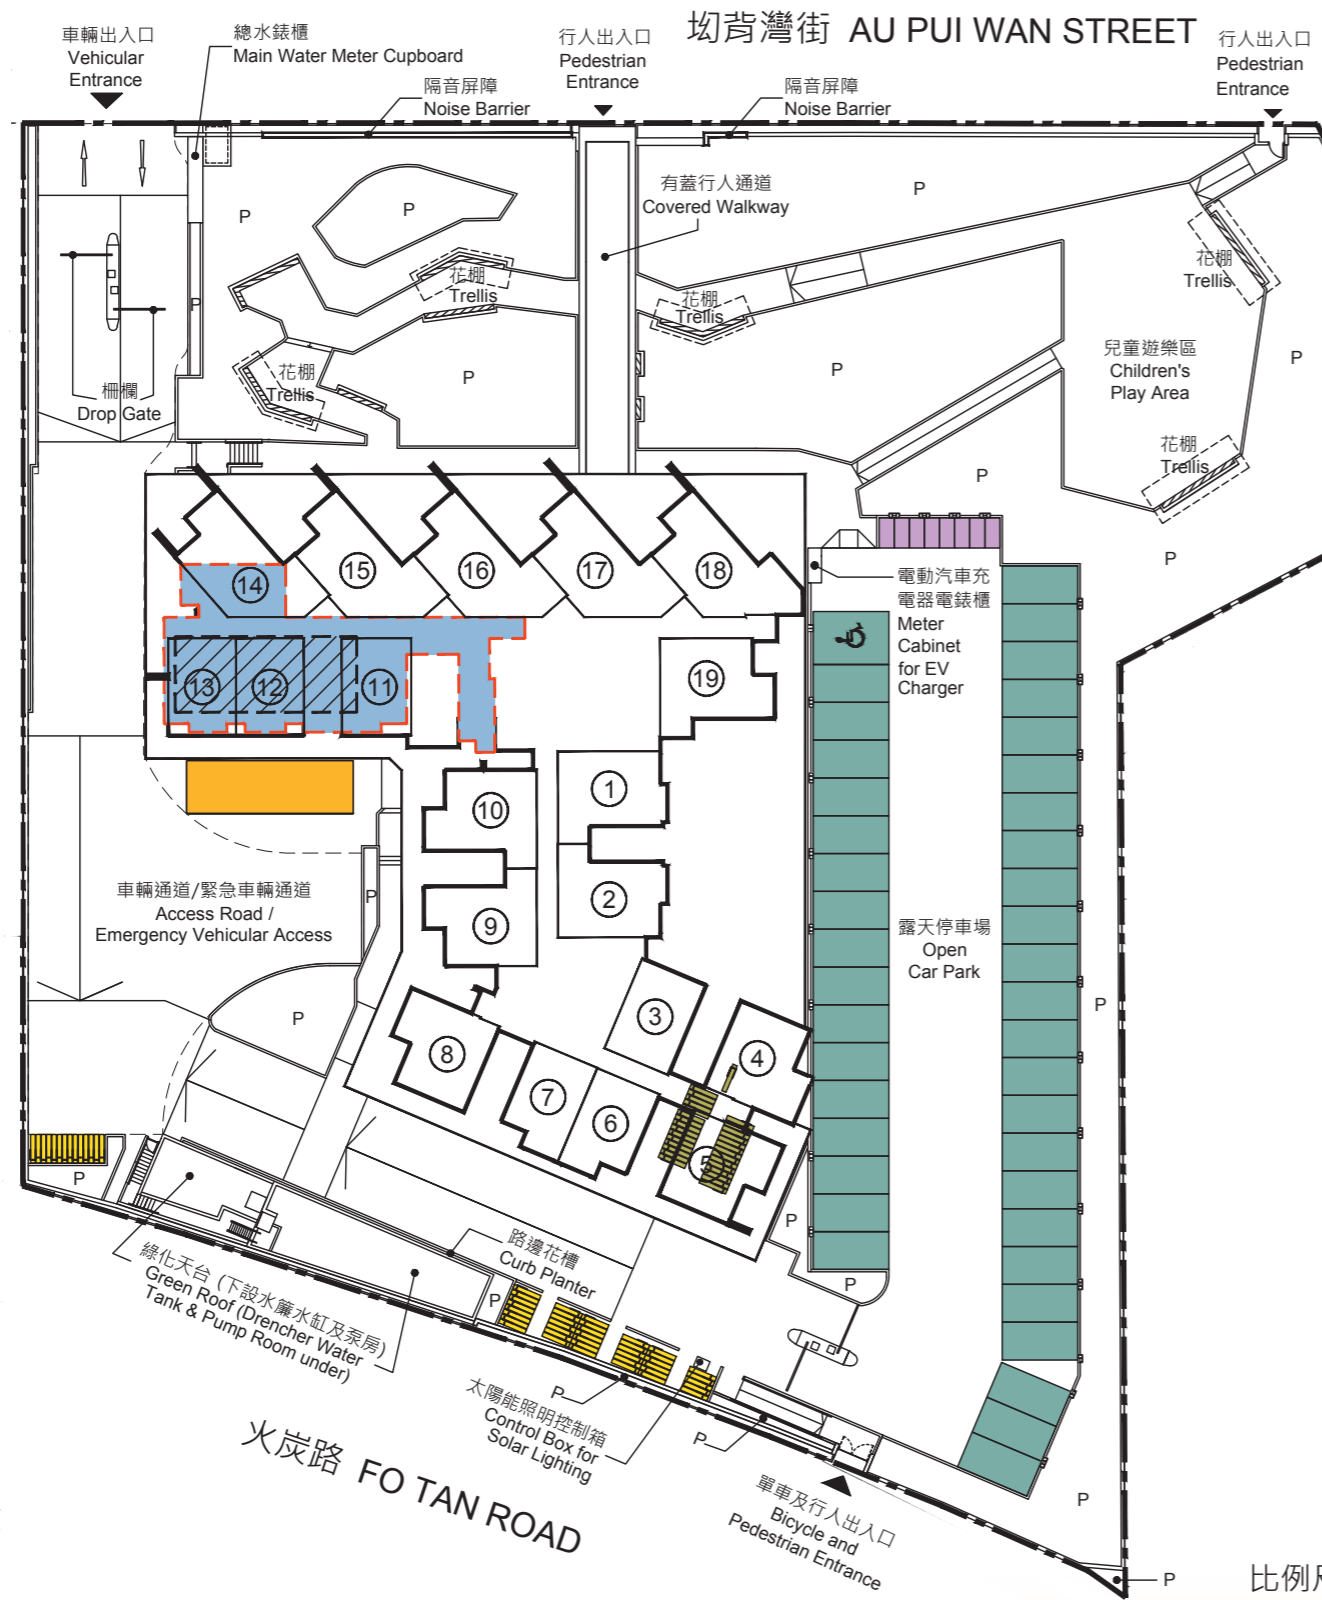 坳背灣街 AU PUI WAN STREET
車輛出入口
Vehicular
Entrance
總水錶櫃
Main Water Meter Cupboard
行人出入口
Pedestrian
Entrance
行人出入口
Pedestrian
Entrance
隔音屏障
Noise Barrier
隔音屏障
Noise Barrier
有蓋行人通道
Covered Walkway
P
P
P
P
花棚
Trellis
花棚
Trellis
花棚
Trellis
花棚
Trellis
柵欄
Drop Gate
P
P
兒童遊樂區
Children's
Play Area
P
花棚
Trellis
P
P
14
15
16
17
18
電動汽車充
電器電錶櫃
Meter
Cabinet
for EV
Charger
13
12
11
19
10
1
9
2
車輛通道/緊急車輛通道
Access Road /
Emergency Vehicular Access
P
露天停車場
Open
Car Park
P
P
3
4
8
7
6
5
P
P
P
P
綠化天台 (下設水簾水缸及泵房)
Green Roof (Drencher Water
Tank & Pump Room under)
路邊花槽
Curb Planter
P
P
太陽能照明控制箱
Control Box for
Solar Lighting
火炭路 FO TAN ROAD
單車及行人出入口
Bicycle and
Pedestrian Entrance
P
P
比例